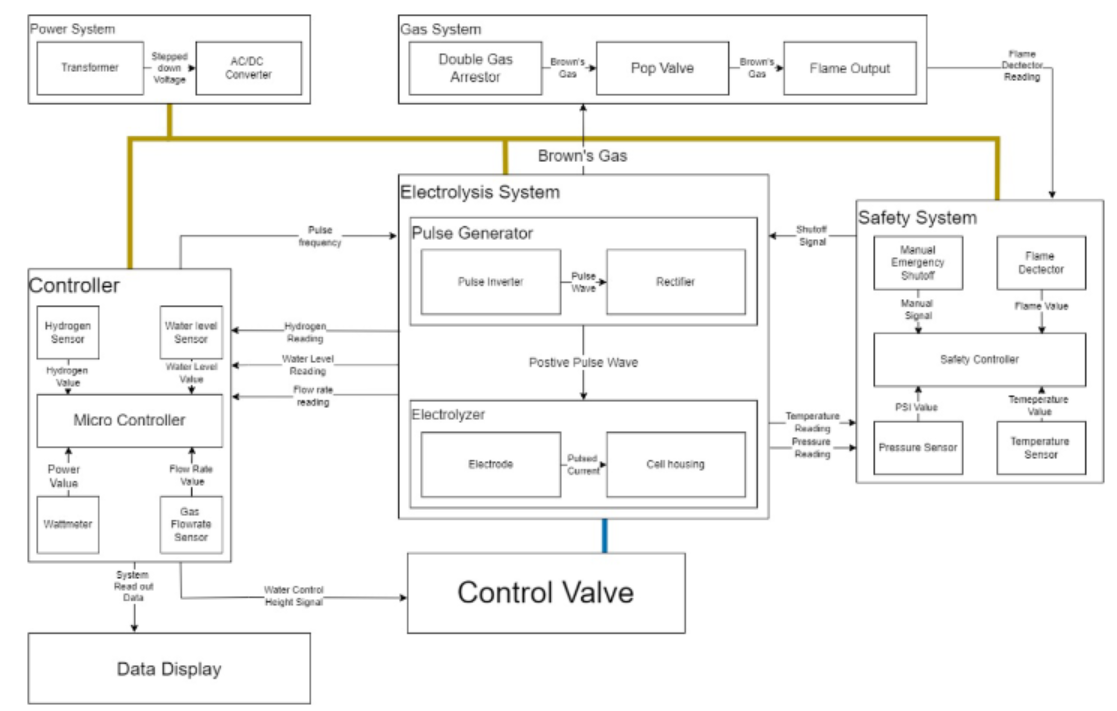 Power System
Transformer
Stepped
down
Voltage
AC/DC
Converter
Gas System
Double Gas
Arrestor
Brown's
Gas
Pop Valve
Brown's
Gas
Flame Output
Flame
Dectector
Reading
Brown's Gas
Electrolysis System
Pulse Generator
Pulse Inverter
Pulse
Wave
Rectifier
Postive Pulse Wave
Electrolyzer
Electrode
Pulsed
Current
Cell housing
Pulse
frequency
Shutoff
Signal
Safety System
Manual
Emergency
Shutoff
Flame
Dectector
Manual
Signal
Flame Value
Safety Controller
PSI Value
Temeperature
Value
Pressure Sensor
Temperature
Sensor
Temperature
Reading
Pressure
Reading
Controller
Hydrogen
Sensor
Water level
Sensor
Hydrogen
Value
Water Level
Value
Micro Controller
Power
Value
Flow Rate
Value
Wattmeter
Gas
Flowrate
Sensor
Hydrogen
Reading
Water Level
Reading
Flow rate
reading
System
Read out
Data
Water Control
Height Signal
Control Valve
Data Display